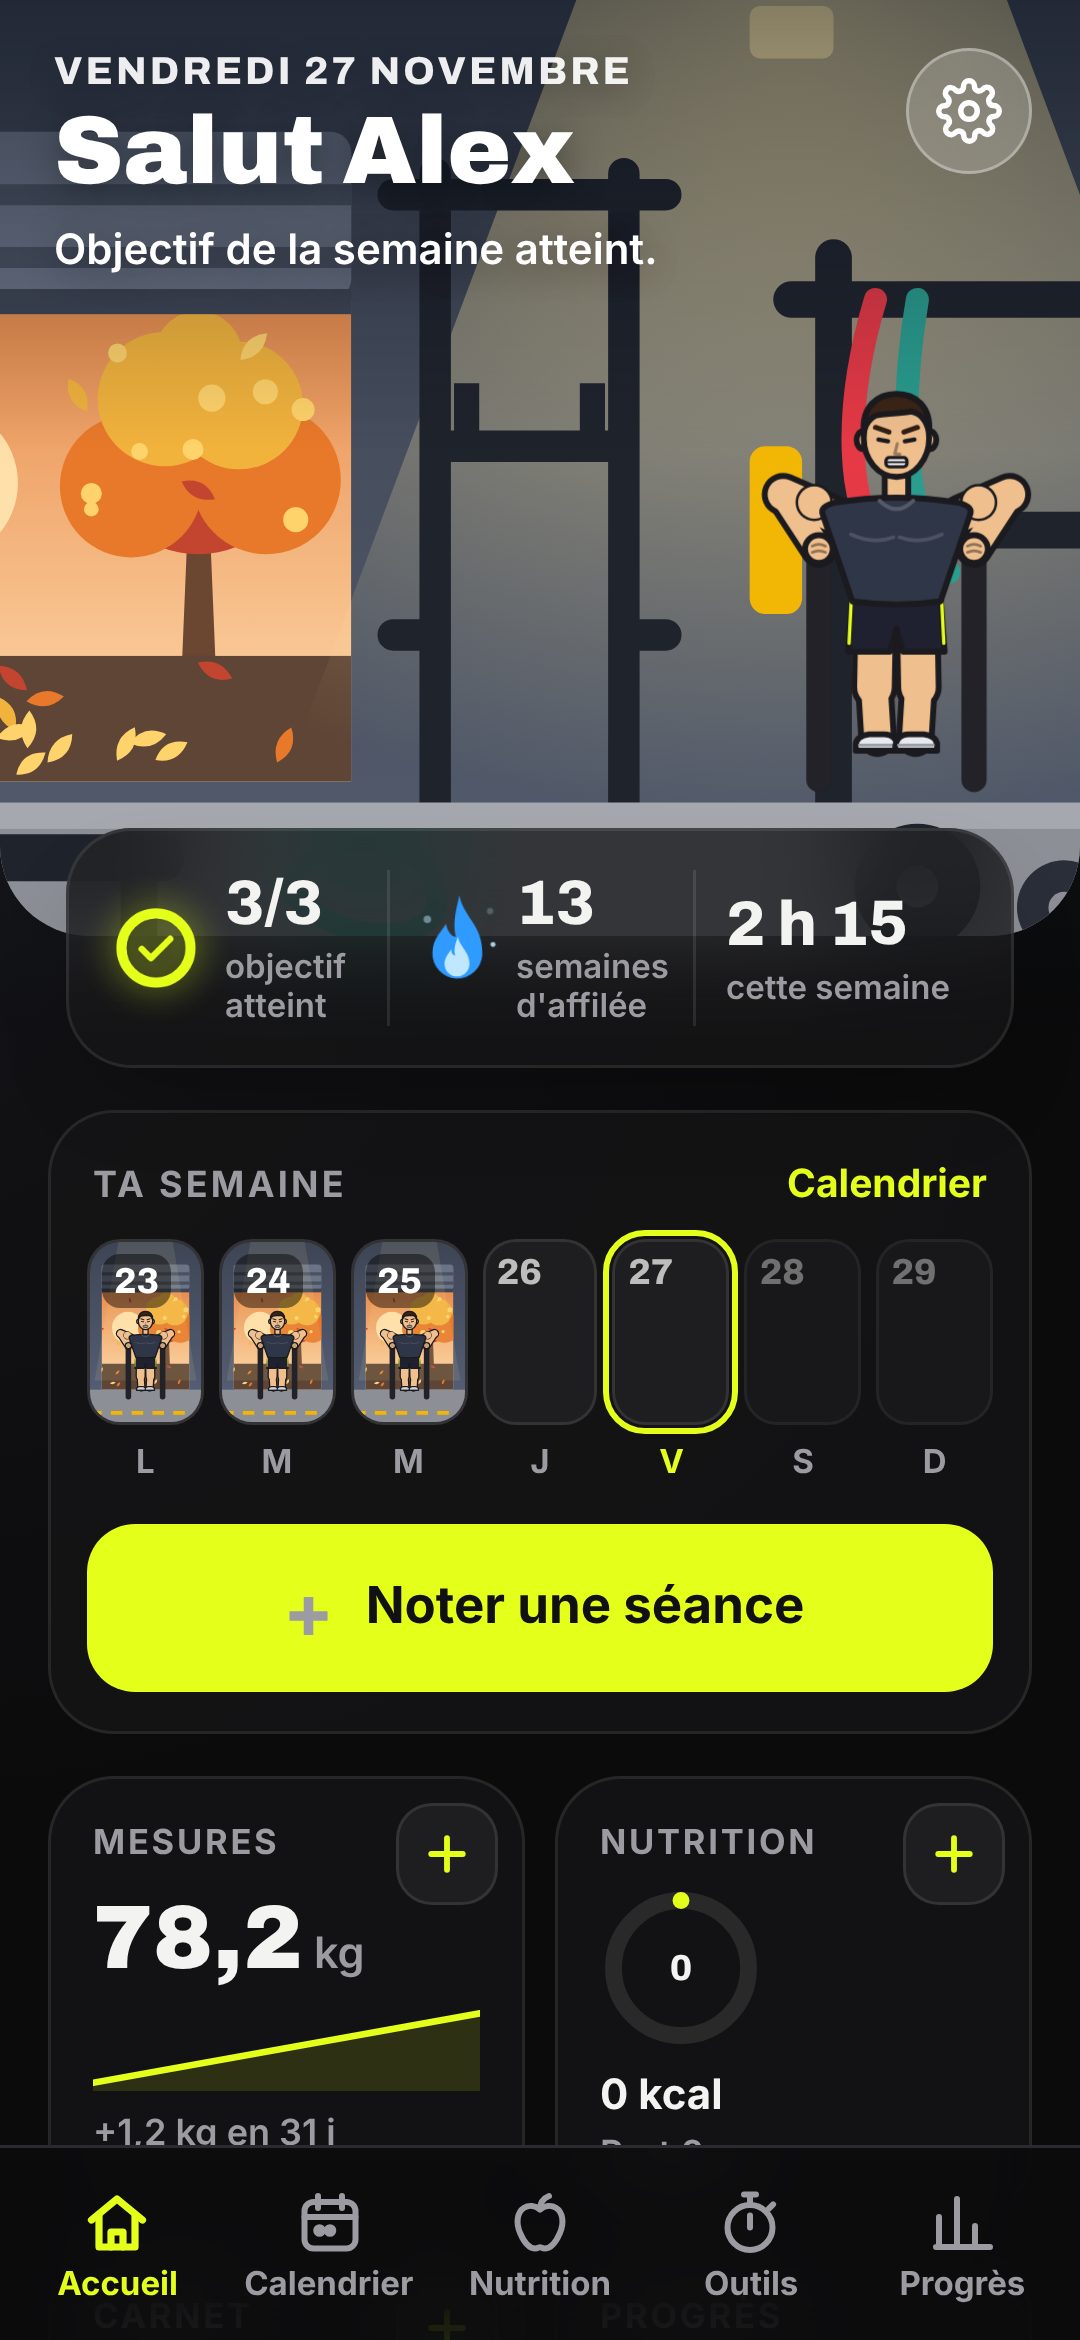 VENDREDI 27 NOVEMBRE
Salut Alex
Objectif de la semaine atteint.
3/3
objectif
atteint
13
semaines
d'affilée
2 h 15
cette semaine
TA SEMAINE
Calendrier
23 24 25 26 27 28 29
L M M J V S D
+ Noter une séance
MESURES
+
78,2 kg
+1,2 kg en 31 j
NUTRITION
+
0
0 kcal
Accueil
Calendrier
Nutrition
Outils
Progrès
CARNET
+
PROGRÈS